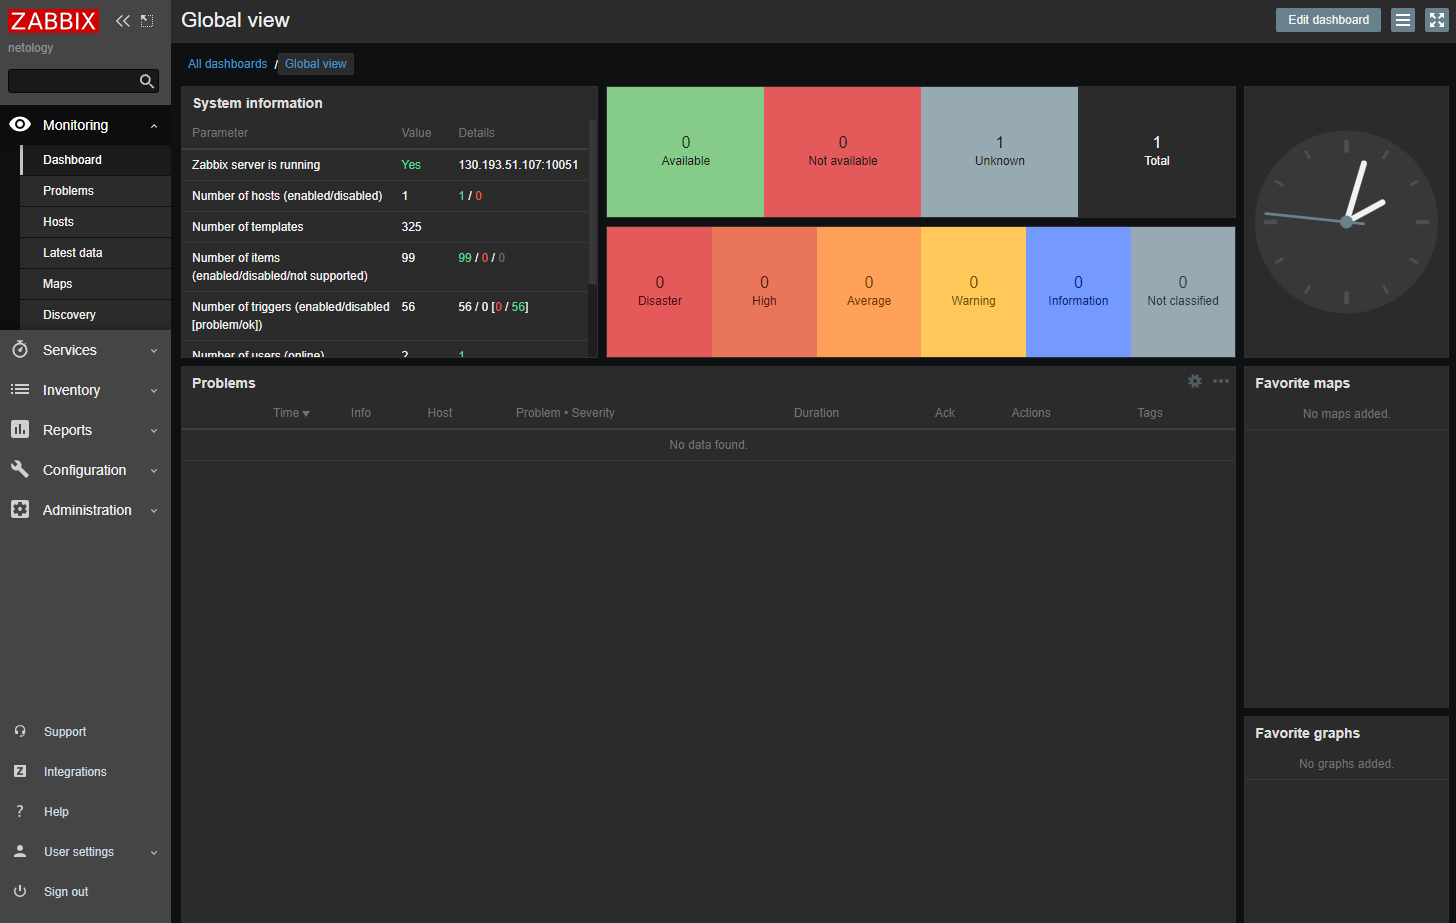 ZABBIX
netology
Monitoring
Dashboard
Problems
Hosts
Latest data
Maps
Discovery
Services
Inventory
Reports
Configuration
Administration
Support
Integrations
Help
User settings
Sign out
Global view
Edit dashboard
All dashboards / Global view
System information
Parameter Value Details
Zabbix server is running Yes 130.193.51.107:10051
Number of hosts (enabled/disabled) 1 1 / 0
Number of templates 325
Number of items (enabled/disabled/not supported) 99 99 / 0 / 0
Number of triggers (enabled/disabled [problem/ok]) 56 56 / 0 [0 / 56]
Number of users (online) 2 1
0 Available
0 Not available
1 Unknown
1 Total
0 Disaster
0 High
0 Average
0 Warning
0 Information
0 Not classified
Problems
Time Info Host Problem • Severity Duration Ack Actions Tags
No data found.
Favorite maps
No maps added.
Favorite graphs
No graphs added.